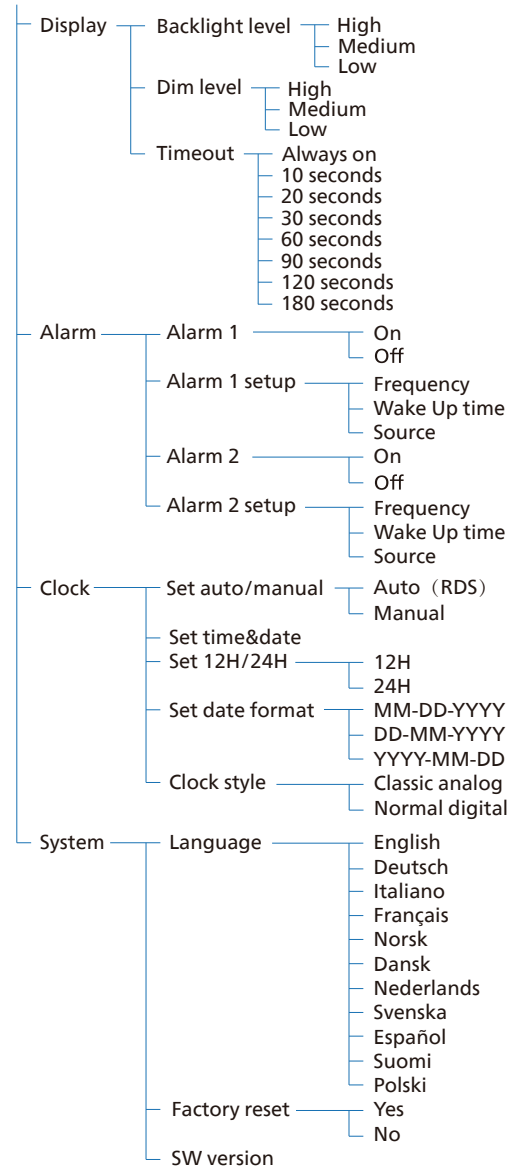 Display Backlight level High
Medium
Low
Dim level High
Medium
Low
Timeout Always on
10 seconds
20 seconds
30 seconds
60 seconds
90 seconds
120 seconds
180 seconds
Alarm Alarm 1 On
Off
Alarm 1 setup Frequency
Wake Up time
Source
Alarm 2 On
Off
Alarm 2 setup Frequency
Wake Up time
Source
Clock Set auto/manual Auto（RDS）
Manual
Set time&date
Set 12H/24H 12H
24H
Set date format MM-DD-YYYY
DD-MM-YYYY
YYYY-MM-DD
Clock style Classic analog
Normal digital
System Language English
Deutsch
Italiano
Français
Norsk
Dansk
Nederlands
Svenska
Español
Suomi
Polski
Factory reset Yes
No
SW version